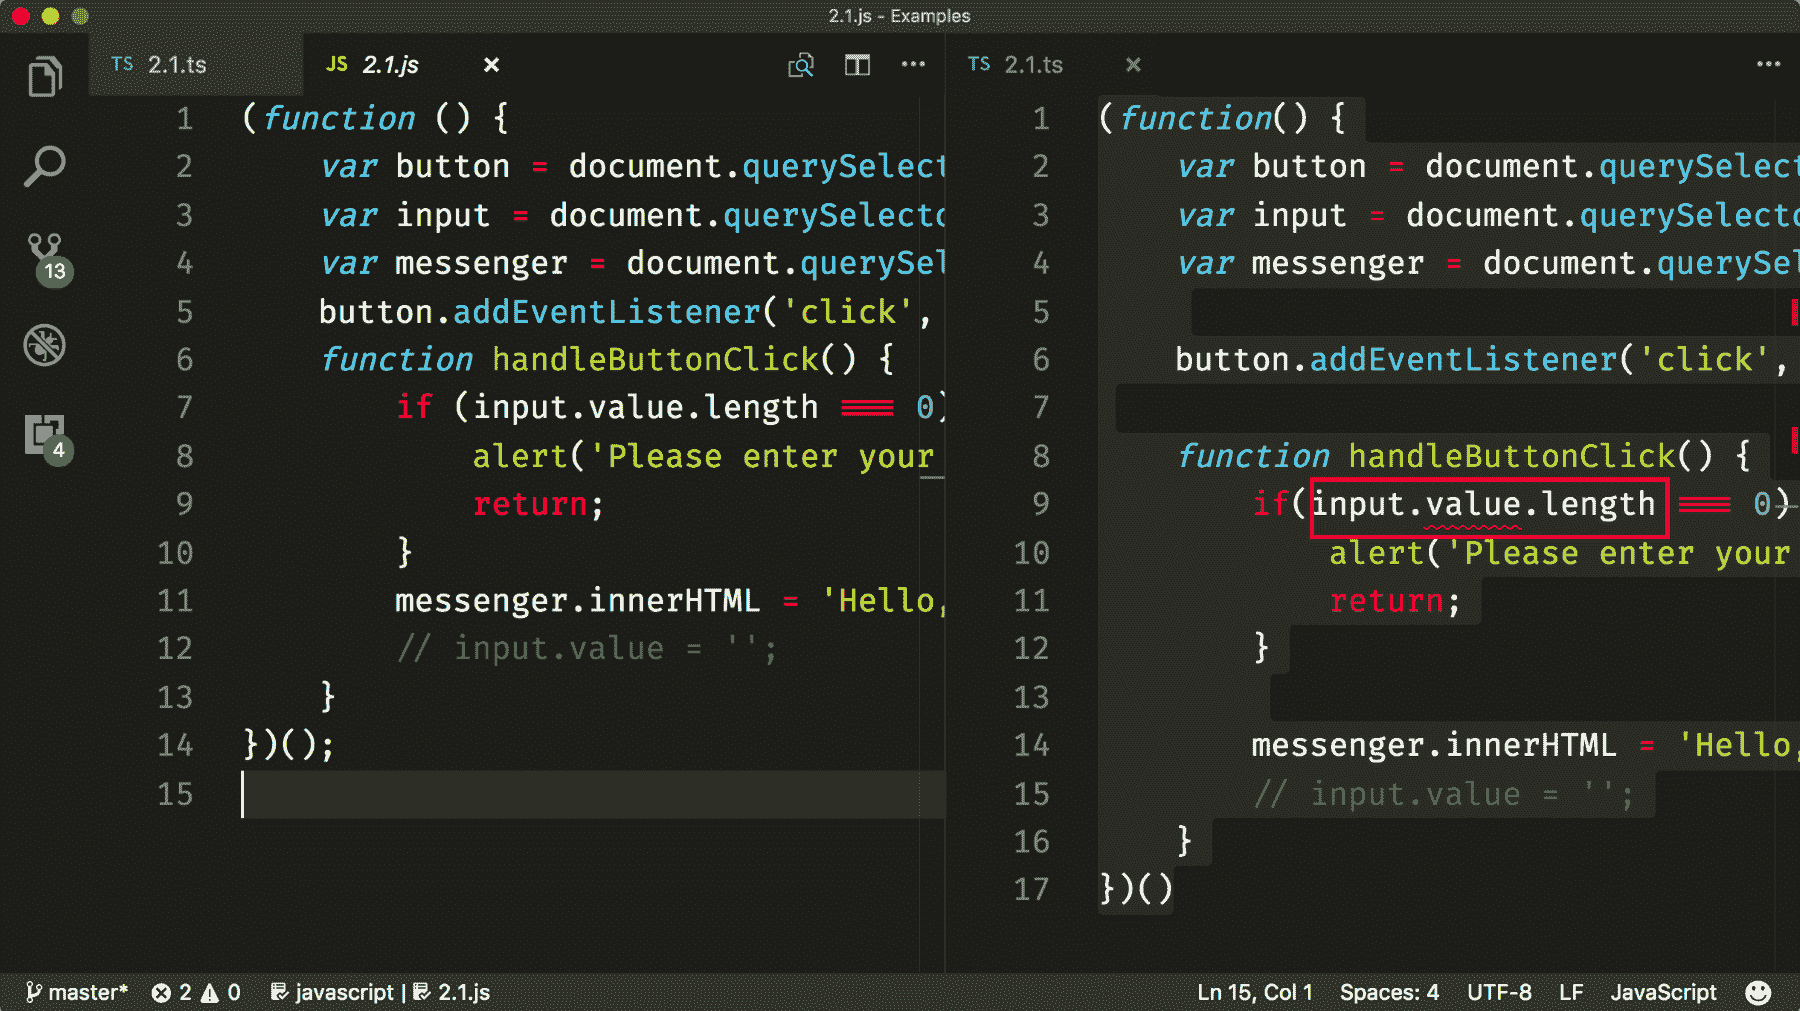 2.1.js - Examples
TS 2.1.ts
JS 2.1.js ×
13
4
1 (function () {
2 var button = document.querySelect
3 var input = document.querySelecto
4 var messenger = document.querySel
5 button.addEventListener('click',
6 function handleButtonClick() {
7 if (input.value.length === 0)
8 alert('Please enter your
9 return;
10 }
11 messenger.innerHTML = 'Hello,
12 // input.value = '';
13 }
14 })();
15
TS 2.1.ts ×
1 (function() {
2 var button = document.querySelect
3 var input = document.querySelecto
4 var messenger = document.querySel
5
6 button.addEventListener('click',
7
8 function handleButtonClick() {
9 if(input.value.length === 0)
10 alert('Please enter your
11 return;
12 }
13
14 messenger.innerHTML = 'Hello,
15 // input.value = '';
16 }
17 })()
master* 2 0 javascript | 2.1.js
Ln 15, Col 1 Spaces: 4 UTF-8 LF JavaScript